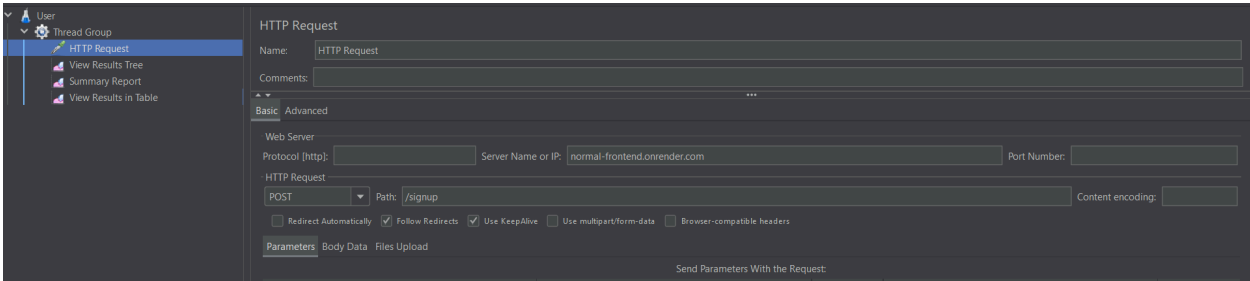 User
Thread Group
HTTP Request
View Results Tree
Summary Report
View Results in Table
HTTP Request
Name: HTTP Request
Comments:
Basic Advanced
Web Server
Protocol [http]: Server Name or IP: normal-frontend.onrender.com Port Number:
HTTP Request
POST Path: /signup Content encoding:
Redirect Automatically Follow Redirects Use KeepAlive Use multipart/form-data Browser-compatible headers
Parameters Body Data Files Upload
Send Parameters With the Request: